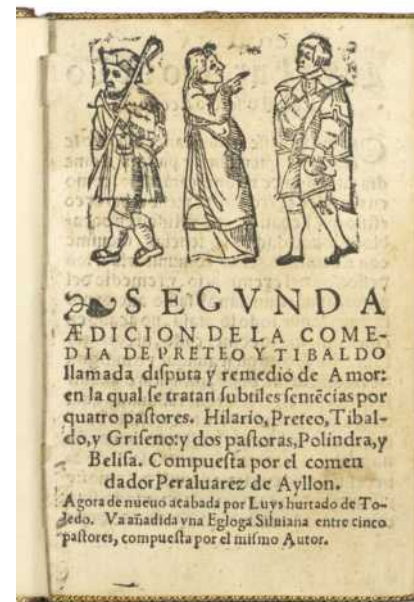 SEGVNDA
ÆDICION DE LA COME-
DIA DE PRETEO Y TIBALDO
llamada disputa y remedio de Amor:
en la qual se tratan subtiles sentẽcias por
quatro pastores. Hilario, Preteo, Tibal-
do, y Griseno: y dos pastoras, Polindra, y
Belisa. Compuesta por el comen
dador Peraluarez de Ayllon.
Agora de nueuo acabada por Luys hurtado de To-
ledo. Va añadida vna Egloga Siluiana entre cinco
pastores, compuesta por el mismo Autor.